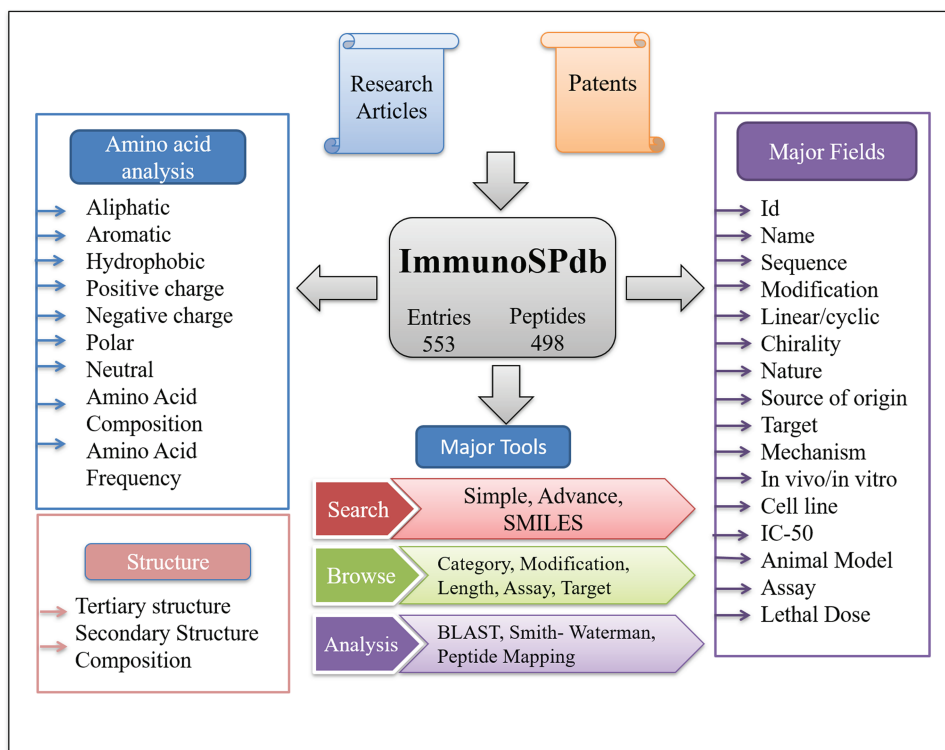 Research
Articles
Patents
Amino acid
analysis
Aliphatic
Aromatic
Hydrophobic
Positive charge
Negative charge
Polar
Neutral
Amino Acid
Composition
Amino Acid
Frequency
ImmunoSPdb
Entries
553
Peptides
498
Major Fields
Id
Name
Sequence
Modification
Linear/cyclic
Chirality
Nature
Source of origin
Target
Mechanism
In vivo/in vitro
Cell line
IC-50
Animal Model
Assay
Lethal Dose
Structure
Tertiary structure
Secondary Structure
Composition
Major Tools
Search
Simple, Advance,
SMILES
Browse
Category, Modification,
Length, Assay, Target
Analysis
BLAST, Smith- Waterman,
Peptide Mapping